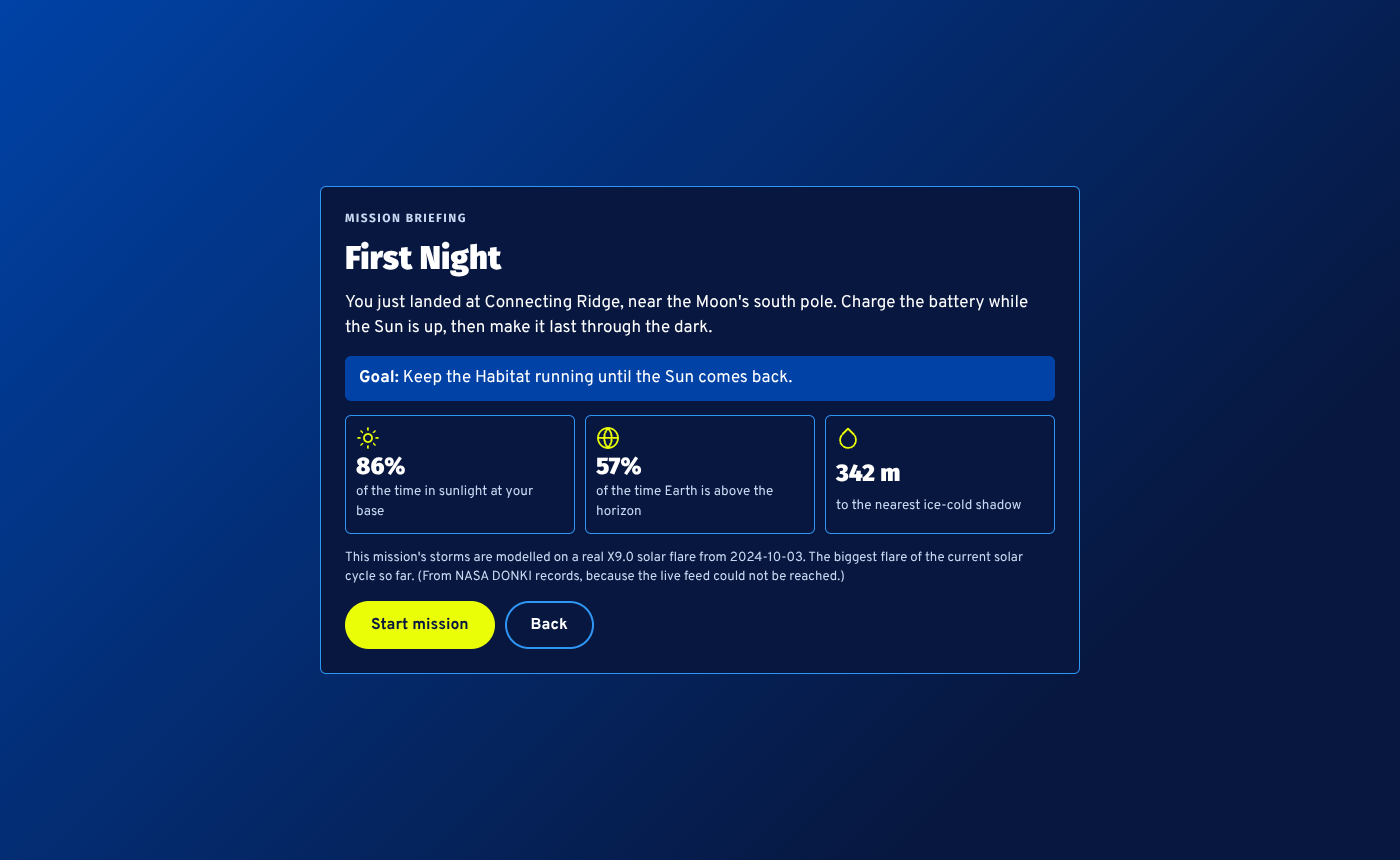 MISSION BRIEFING
First Night
You just landed at Connecting Ridge, near the Moon's south pole. Charge the battery while
the Sun is up, then make it last through the dark.
Goal: Keep the Habitat running until the Sun comes back.
86%
of the time in sunlight at your
base
57%
of the time Earth is above the
horizon
342 m
to the nearest ice-cold shadow
This mission's storms are modelled on a real X9.0 solar flare from 2024-10-03. The biggest flare of the current solar
cycle so far. (From NASA DONKI records, because the live feed could not be reached.)
Start mission
Back